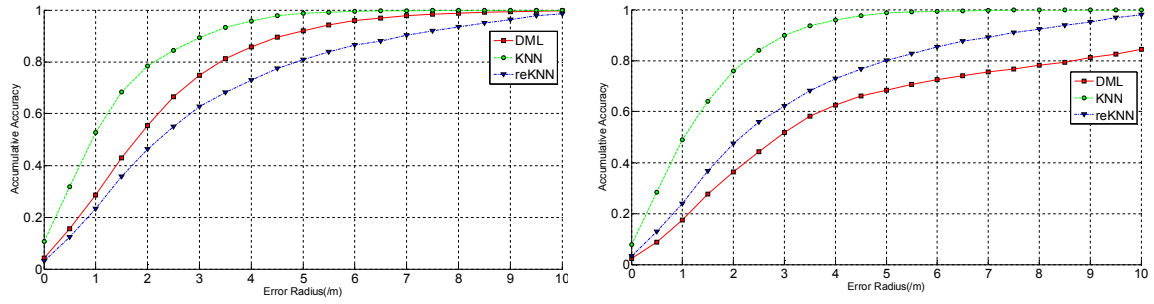 1
0.8
0.6
0.4
0.2
0
Accumulative Accuracy
0 1 2 3 4 5 6 7 8 9 10
Error Radius(/m)
DML
KNN
reKNN
1
0.8
0.6
0.4
0.2
0
Accumulative Accuracy
0 1 2 3 4 5 6 7 8 9 10
Error Radius(/m)
DML
KNN
reKNN